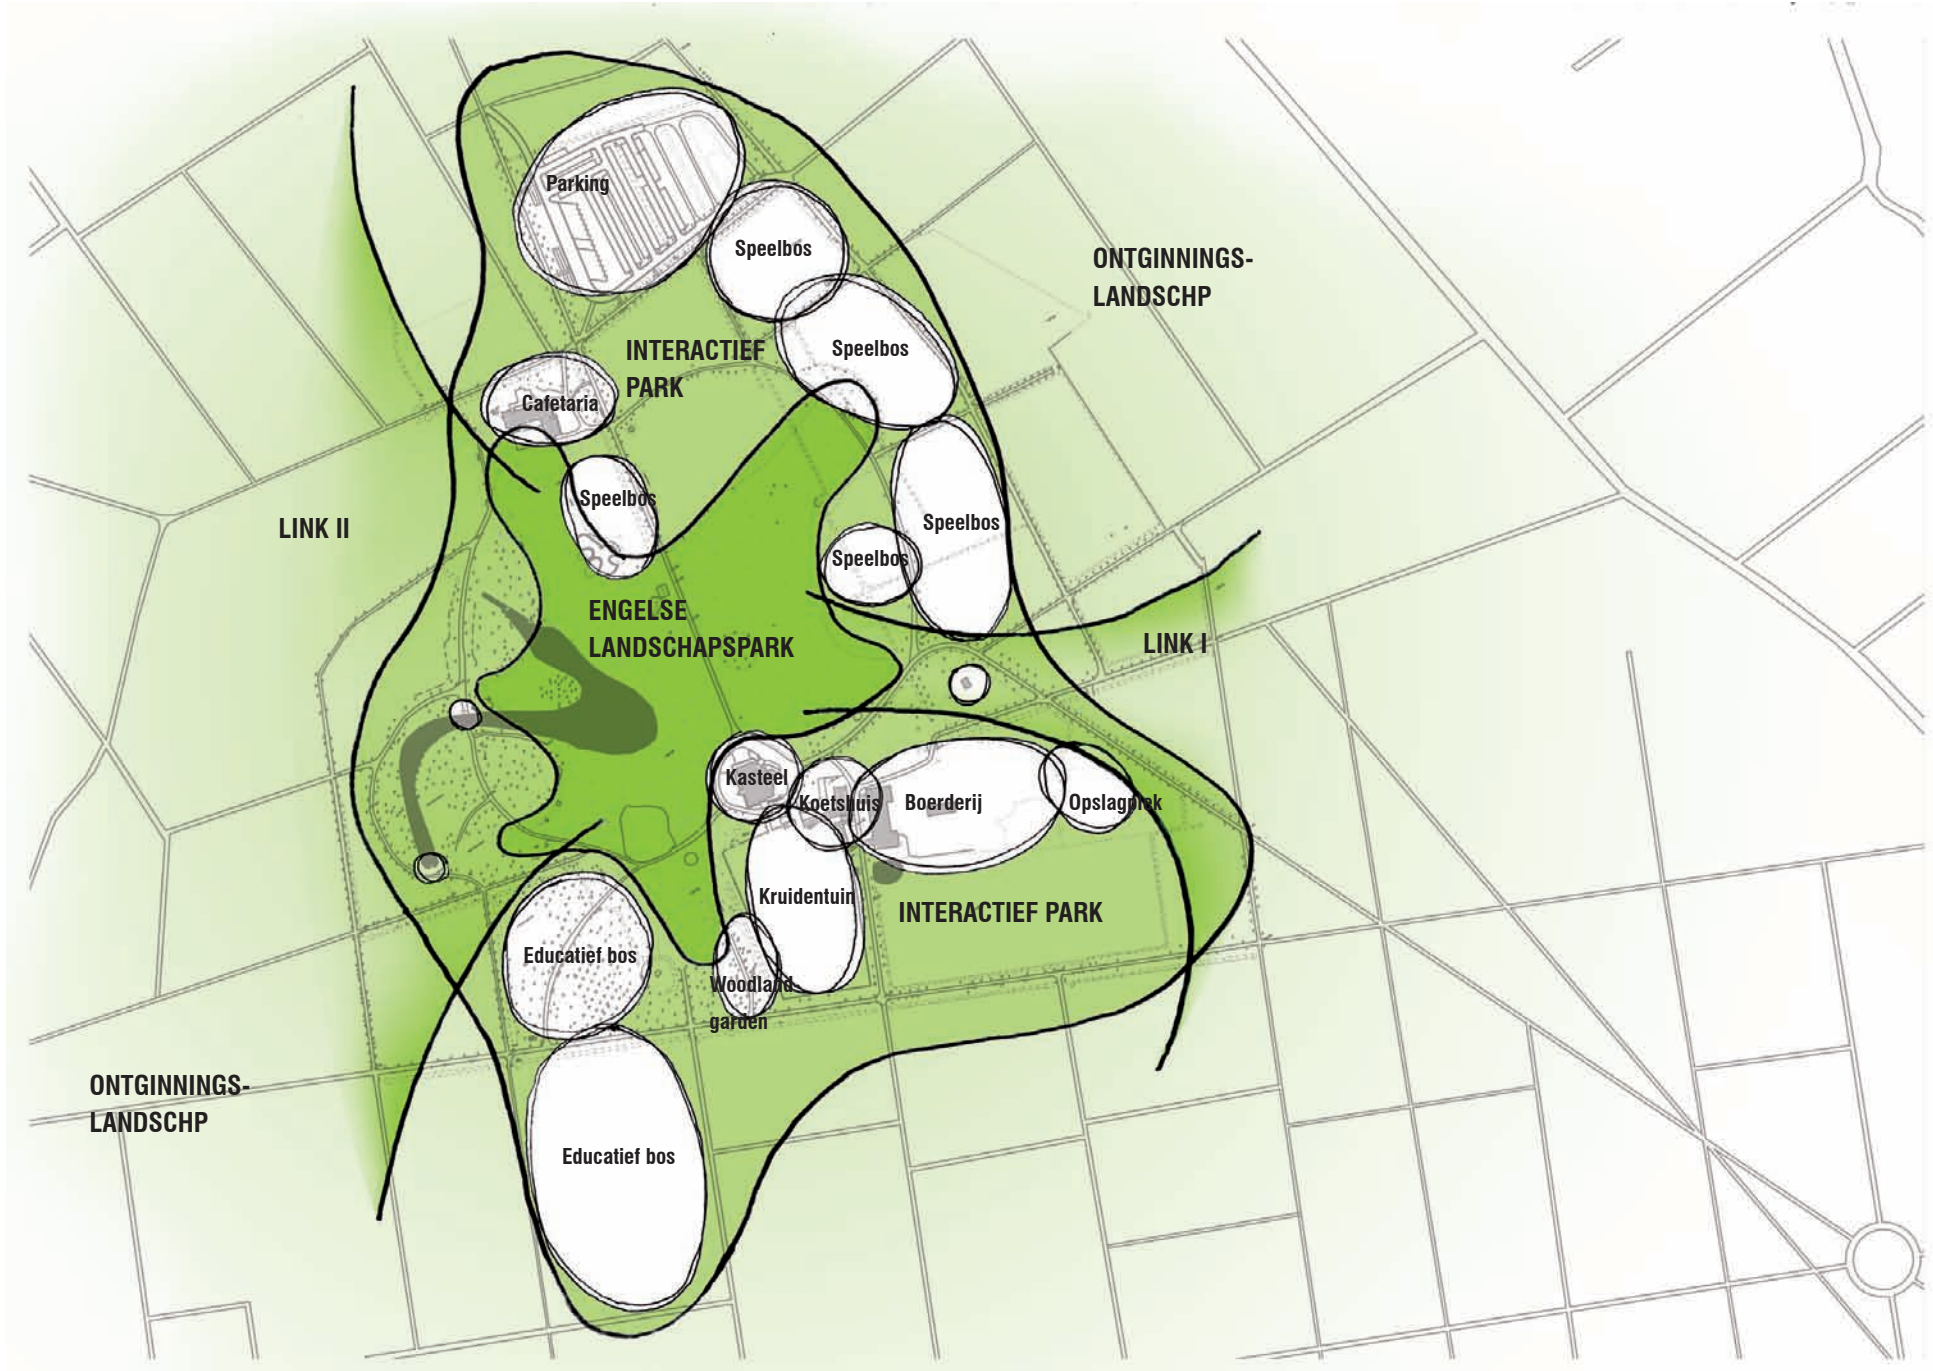 Parking
Speelbos
ONTGINNINGS-
LANDSCHP
INTERACTIEF
PARK
Speelbos
Cafetaria
Speelbos
Speelbos
LINK II
Speelbos
ENGELSE
LANDSCHAPSPARK
LINK I
Kasteel
Koetshuis
Boerderij
Opslagplek
Kruidentuin
INTERACTIEF PARK
Educatief bos
Woodland-
garden
ONTGINNINGS-
LANDSCHP
Educatief bos